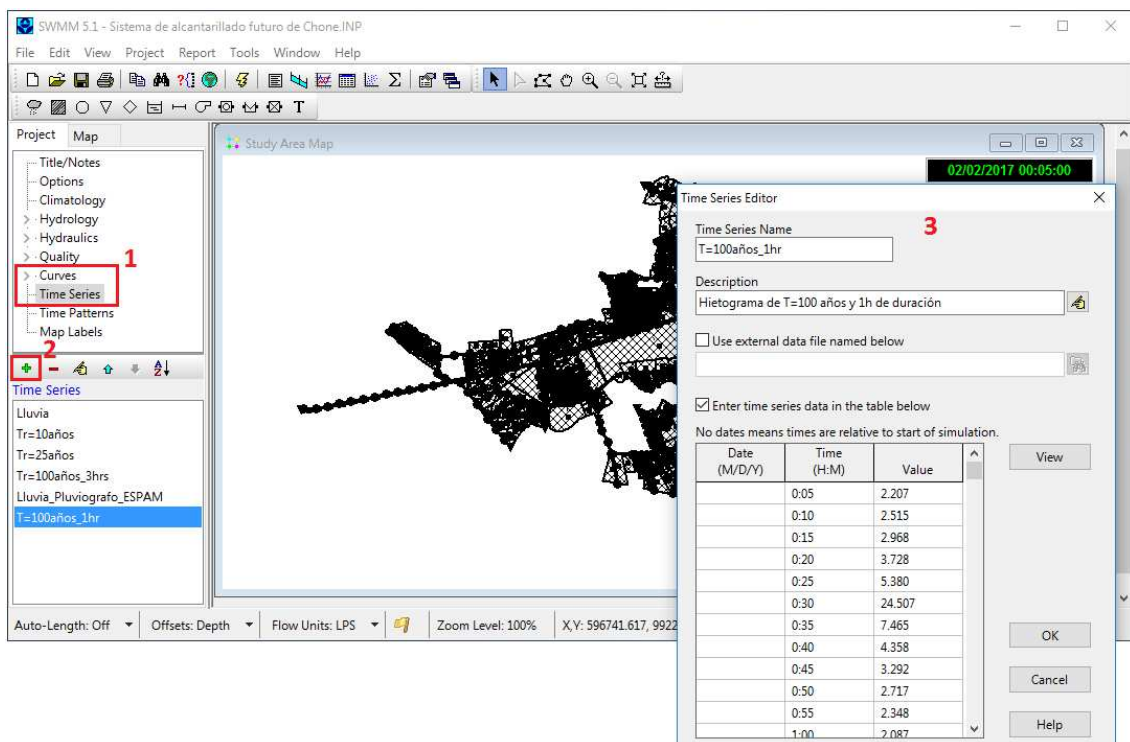 SWMM 5.1 - Sistema de alcantarillado futuro de Chone.INP
File Edit View Project Report Tools Window Help
Project Map
Title/Notes
Options
Climatology
Hydrology
Hydraulics
Quality
1
Curves
Time Series
Time Patterns
Map Labels
2
Time Series
Lluvia
Tr=10años
Tr=25años
Tr=100años_3hrs
Lluvia_Pluviografo_ESPAM
T=100años_1hr
Study Area Map
02/02/2017 00:05:00
Time Series Editor
3
Time Series Name
T=100años_1hr
Description
Hietograma de T=100 años y 1h de duración
Use external data file named below
Enter time series data in the table below
No dates means times are relative to start of simulation.
Date (M/D/Y) Time (H:M) Value
0:05 2.207
0:10 2.515
0:15 2.968
0:20 3.728
0:25 5.380
0:30 24.507
0:35 7.465
0:40 4.358
0:45 3.292
0:50 2.717
0:55 2.348
1:00 2.087
View
OK
Cancel
Help
Auto-Length: Off Offsets: Depth Flow Units: LPS Zoom Level: 100% X,Y: 596741.617, 9922